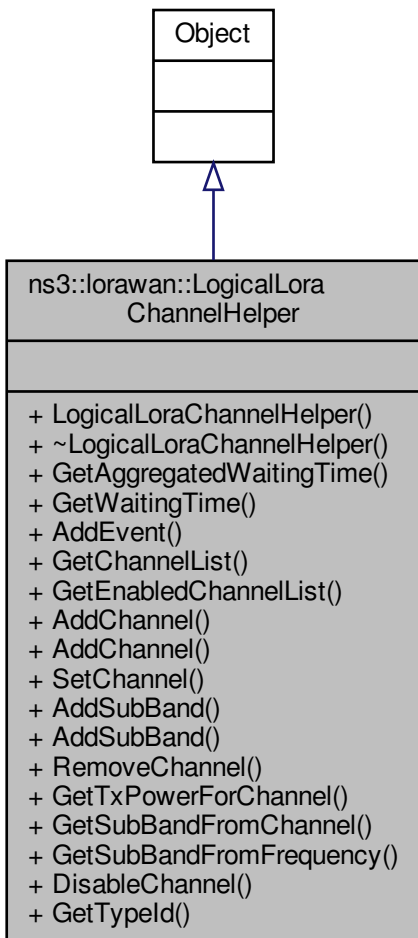 Object
ns3::lorawan::LogicalLora
ChannelHelper
+ LogicalLoraChannelHelper()
+ ~LogicalLoraChannelHelper()
+ GetAggregatedWaitingTime()
+ GetWaitingTime()
+ AddEvent()
+ GetChannelList()
+ GetEnabledChannelList()
+ AddChannel()
+ AddChannel()
+ SetChannel()
+ AddSubBand()
+ AddSubBand()
+ RemoveChannel()
+ GetTxPowerForChannel()
+ GetSubBandFromChannel()
+ GetSubBandFromFrequency()
+ DisableChannel()
+ GetTypeId()